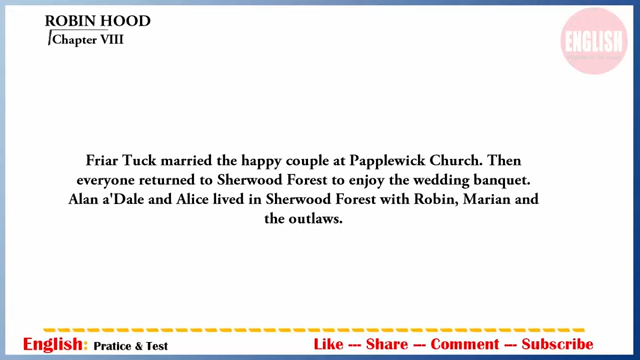 ROBIN HOOD
Chapter VIII
ENGLISH
Friar Tuck married the happy couple at Papplewick Church. Then
everyone returned to Sherwood Forest to enjoy the wedding banquet.
Alan a'Dale and Alice lived in Sherwood Forest with Robin, Marian and
the outlaws.
English: Pratice & Test
Like --- Share --- Comment --- Subscribe